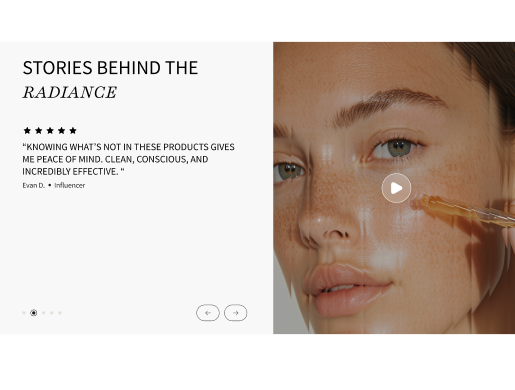 STORIES BEHIND THE
RADIANCE
“KNOWING WHAT’S NOT IN THESE PRODUCTS GIVES
ME PEACE OF MIND. CLEAN, CONSCIOUS, AND
INCREDIBLY EFFECTIVE. “
Evan D. • Influencer